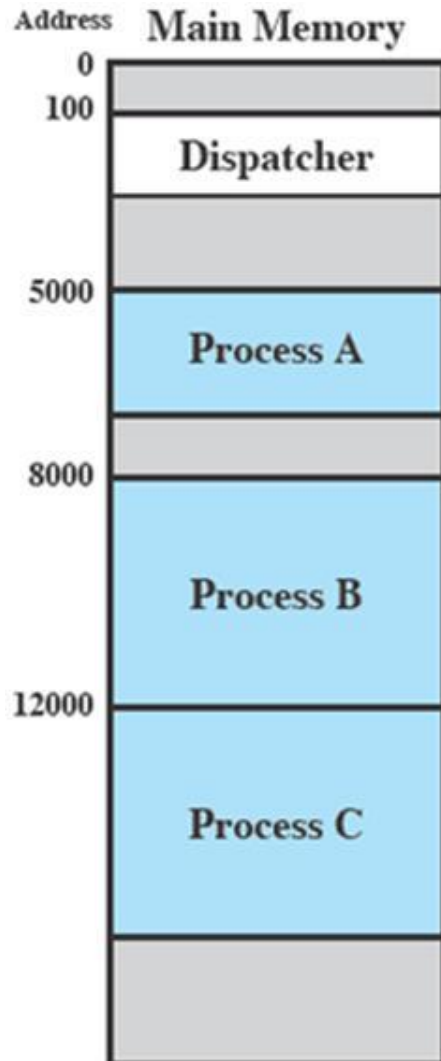 Address Main Memory
0
100
Dispatcher
5000
Process A
8000
Process B
12000
Process C